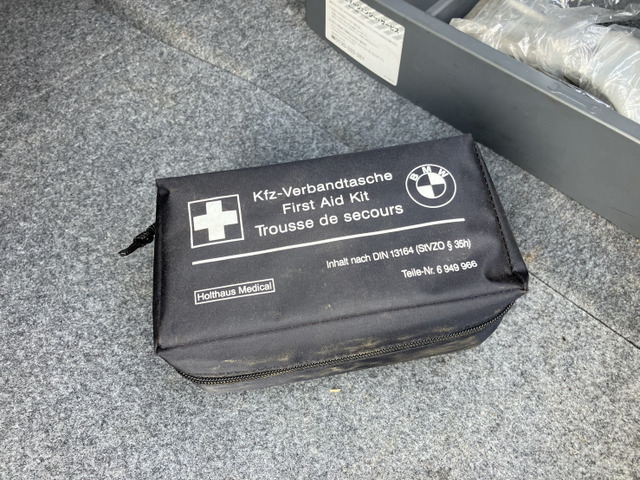 Kfz-Verbandtasche
First Aid Kit
Trousse de secours
BMW
Inhalt nach DIN 13164 (StVZO § 35h)
Teile-Nr. 6 949 966
Holthaus Medical